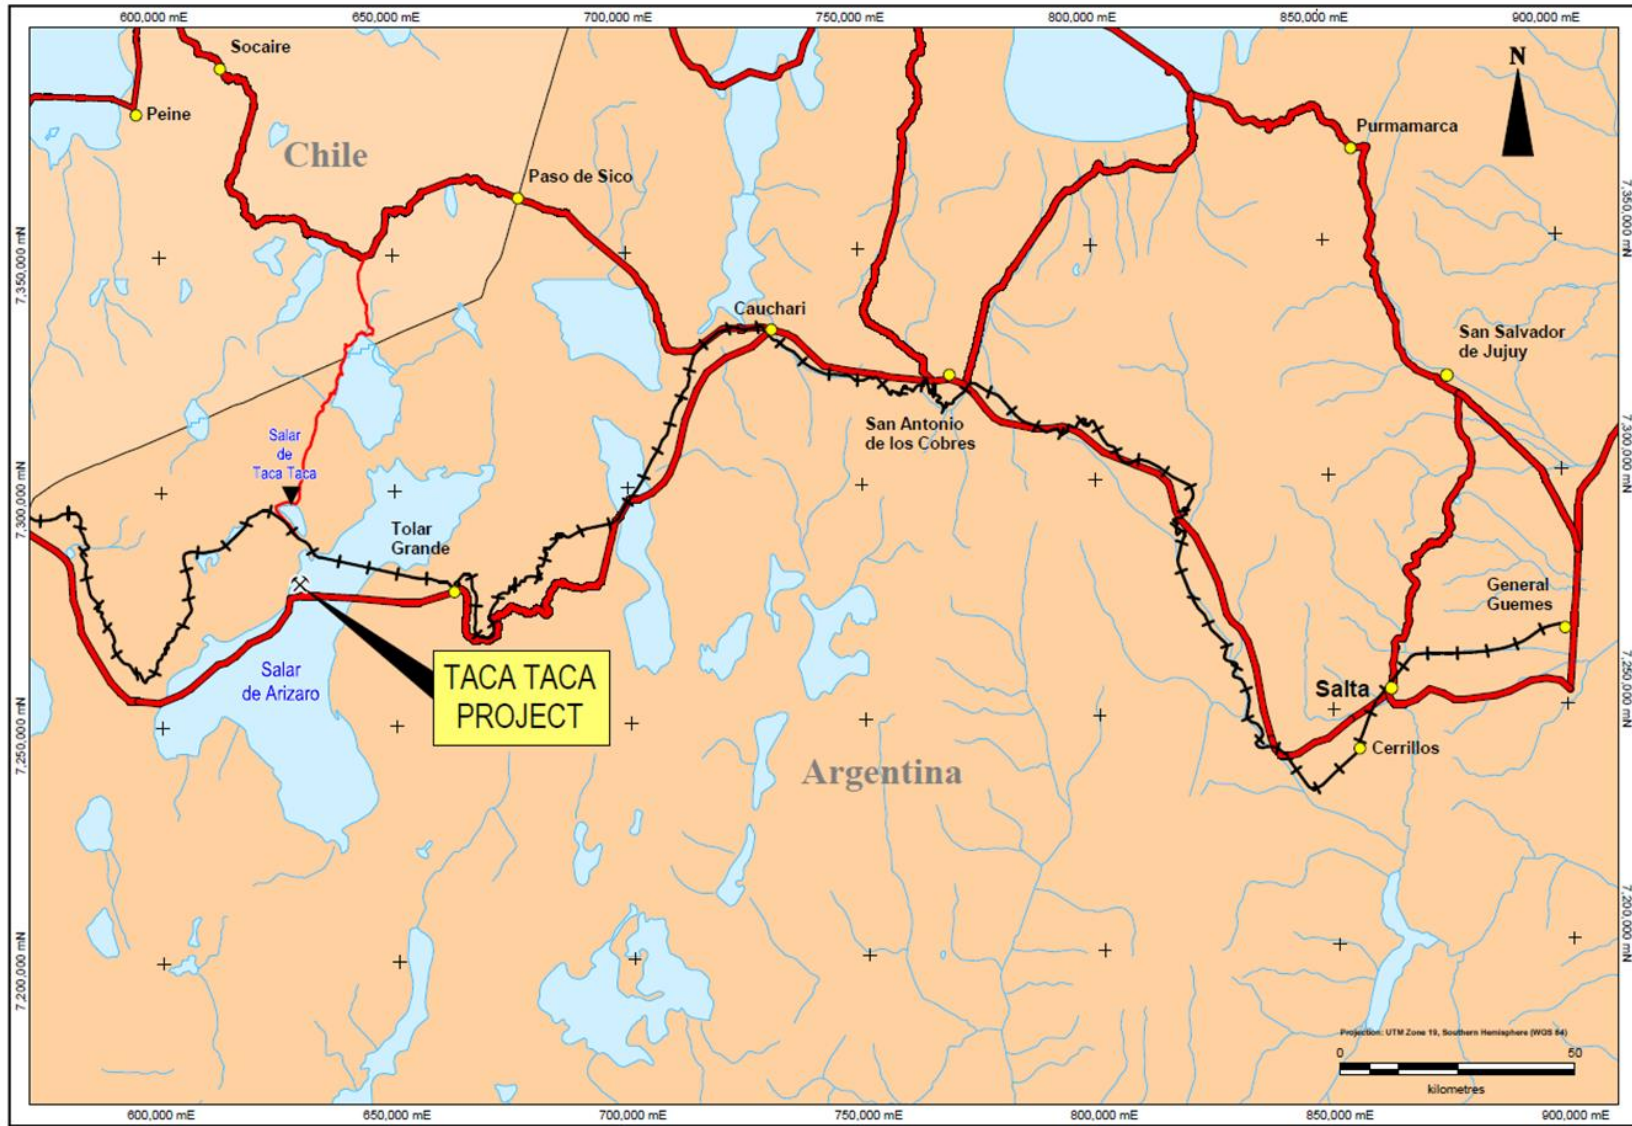 600,000 mE
650,000 mE
700,000 mE
750,000 mE
800,000 mE
850,000 mE
900,000 mE
Socaire
N
Peine
Purmamarca
Chile
Paso de Sico
7,350,000 mN
7,350,000 mN
Cauchari
San Salvador
de Jujuy
San Antonio
de los Cobres
Salar
de
Taca Taca
7,300,000 mN
7,300,000 mN
Tolar
Grande
General
Guemes
Salar
de Arizaro
TACA TACA
PROJECT
Salta
7,250,000 mN
7,250,000 mN
Cerrillos
Argentina
7,200,000 mN
7,200,000 mN
Projection: UTM Zone 19, Southern Hemisphere (WGS 84)
0
50
kilometres
600,000 mE
650,000 mE
700,000 mE
750,000 mE
800,000 mE
850,000 mE
900,000 mE